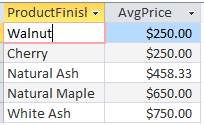 ProductFinish AvgPrice
Walnut $250.00
Cherry $250.00
Natural Ash $458.33
Natural Maple $650.00
White Ash $750.00